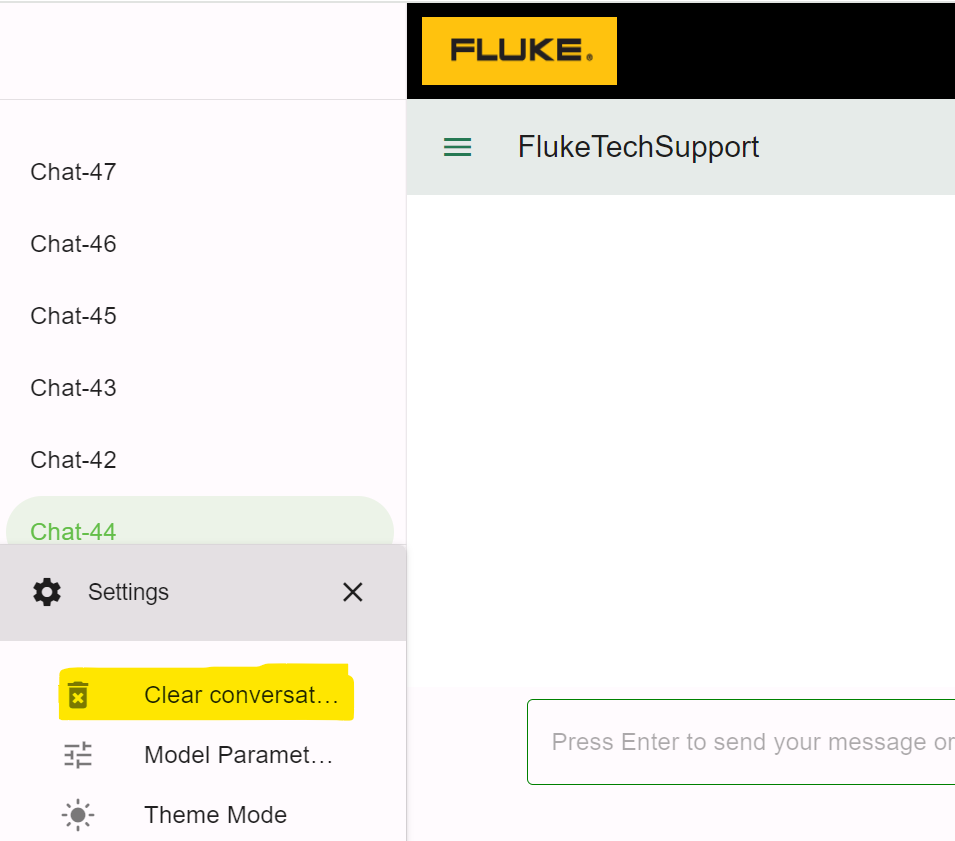 FLUKE®
FlukeTechSupport
Chat-47
Chat-46
Chat-45
Chat-43
Chat-42
Chat-44
Settings
Clear conversat...
Model Paramet...
Theme Mode
Press Enter to send your message or